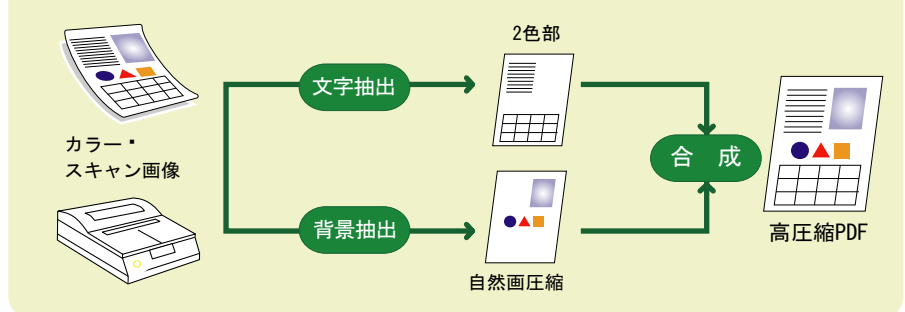 2色部
文字抽出
カラー・
スキャン画像
合 成
背景抽出
高圧縮PDF
自然画圧縮